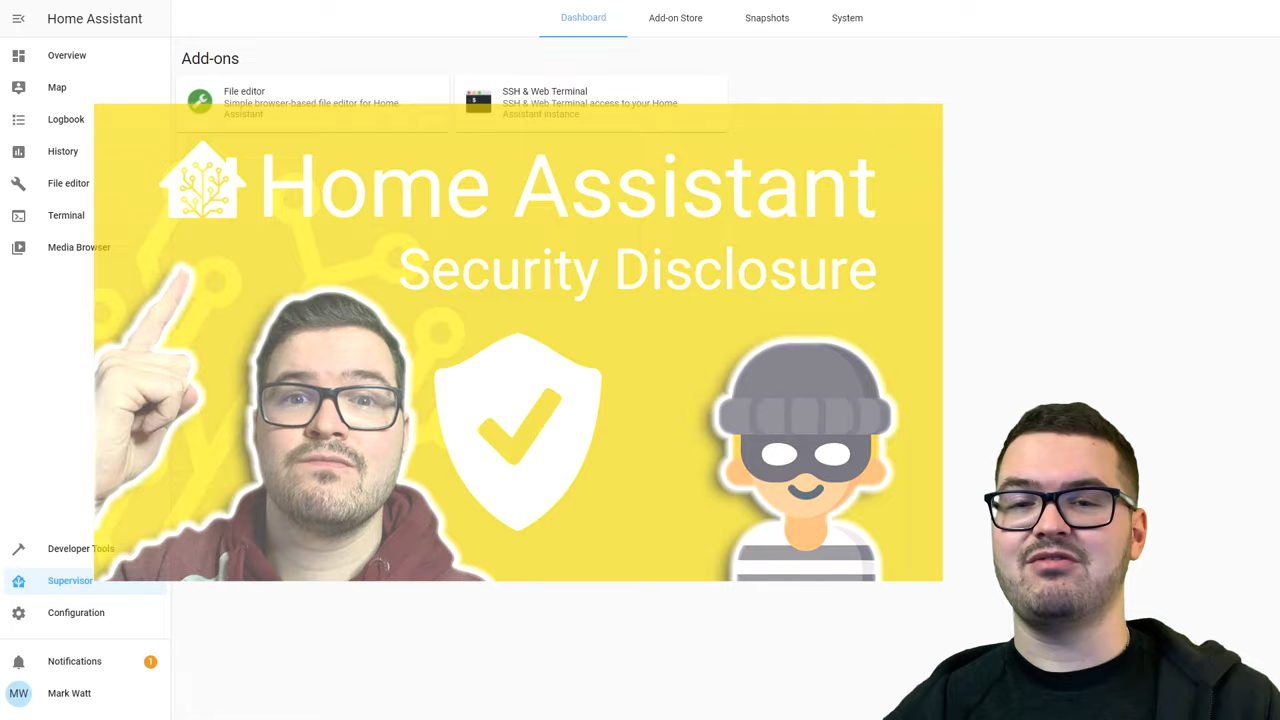 Home Assistant
Dashboard
Add-on Store
Snapshots
System
Overview
Map
Logbook
History
File editor
Terminal
Media Browser
Developer Tools
Supervisor
Configuration
Notifications
1
MW
Mark Watt
Add-ons
File editor
Simple browser-based file editor for Home
Assistant
SSH & Web Terminal
SSH & Web Terminal access to your Home
Assistant instance
Home Assistant
Security Disclosure